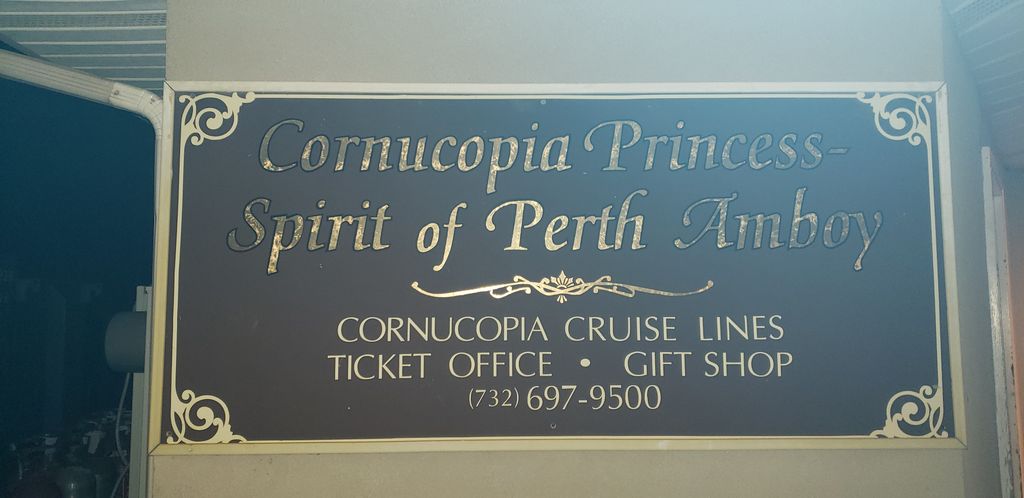 Cornucopia Princess-
Spirit of Perth Amboy
CORNUCOPIA CRUISE LINES
TICKET OFFICE • GIFT SHOP
(732) 697-9500